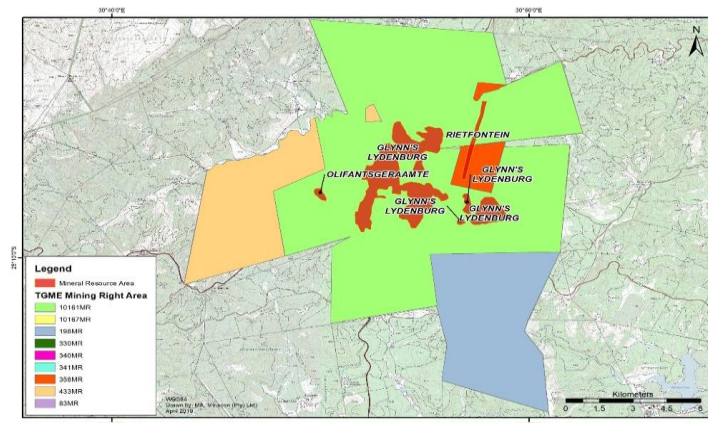 30°40'0"E
30°50'0"E
N
RIETFONTEIN
GLYNN'S
LYDENBURG
GLYNN'S
LYDENBURG
OLIFANTSGERAAMTE
GLYNN'S
LYDENBURG
GLYNN'S
LYDENBURG
Legend
Mineral Resource Area
TGME Mining Right Area
10161MR
10167MR
198MR
330MR
340MR
341MR
358MR
433MR
83MR
WGS84
April 2019
Kilometers
0 1.5 3 4.5 6